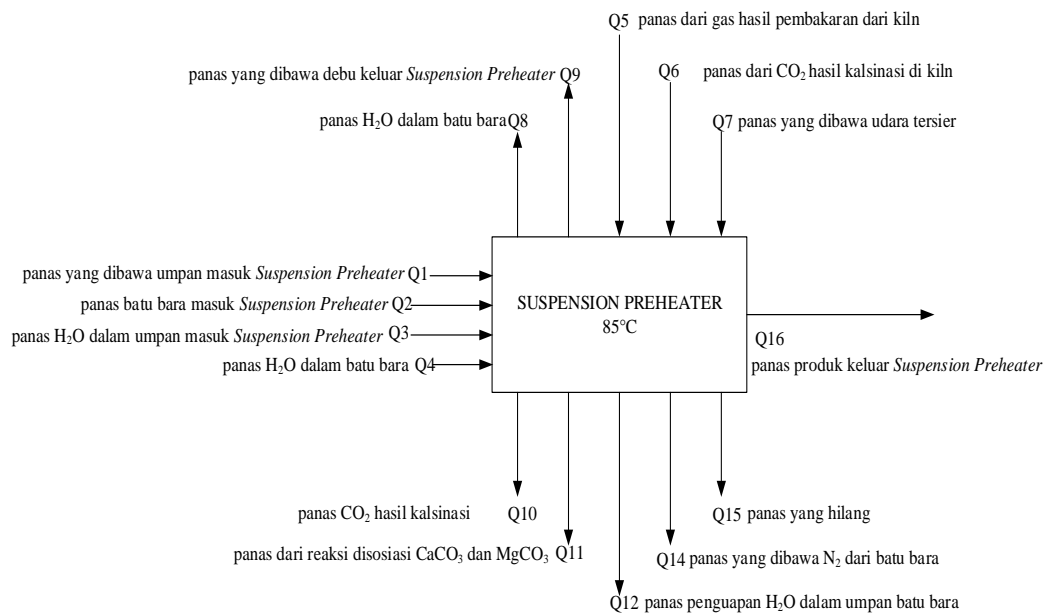 Q5 panas dari gas hasil pembakaran dari kiln
panas yang dibawa debu keluar Suspension Preheater Q9
Q6 panas dari CO₂ hasil kalsinasi di kiln
panas H₂O dalam batu bara Q8
Q7 panas yang dibawa udara tersier
panas yang dibawa umpan masuk Suspension Preheater Q1
panas batu bara masuk Suspension Preheater Q2
panas H₂O dalam umpan masuk Suspension Preheater Q3
panas H₂O dalam batu bara Q4
SUSPENSION PREHEATER
85°C
Q16
panas produk keluar Suspension Preheater
panas CO₂ hasil kalsinasi Q10
Q15 panas yang hilang
panas dari reaksi disosiasi CaCO₃ dan MgCO₃ Q11
Q14 panas yang dibawa N₂ dari batu bara
Q12 panas penguapan H₂O dalam umpan batu bara